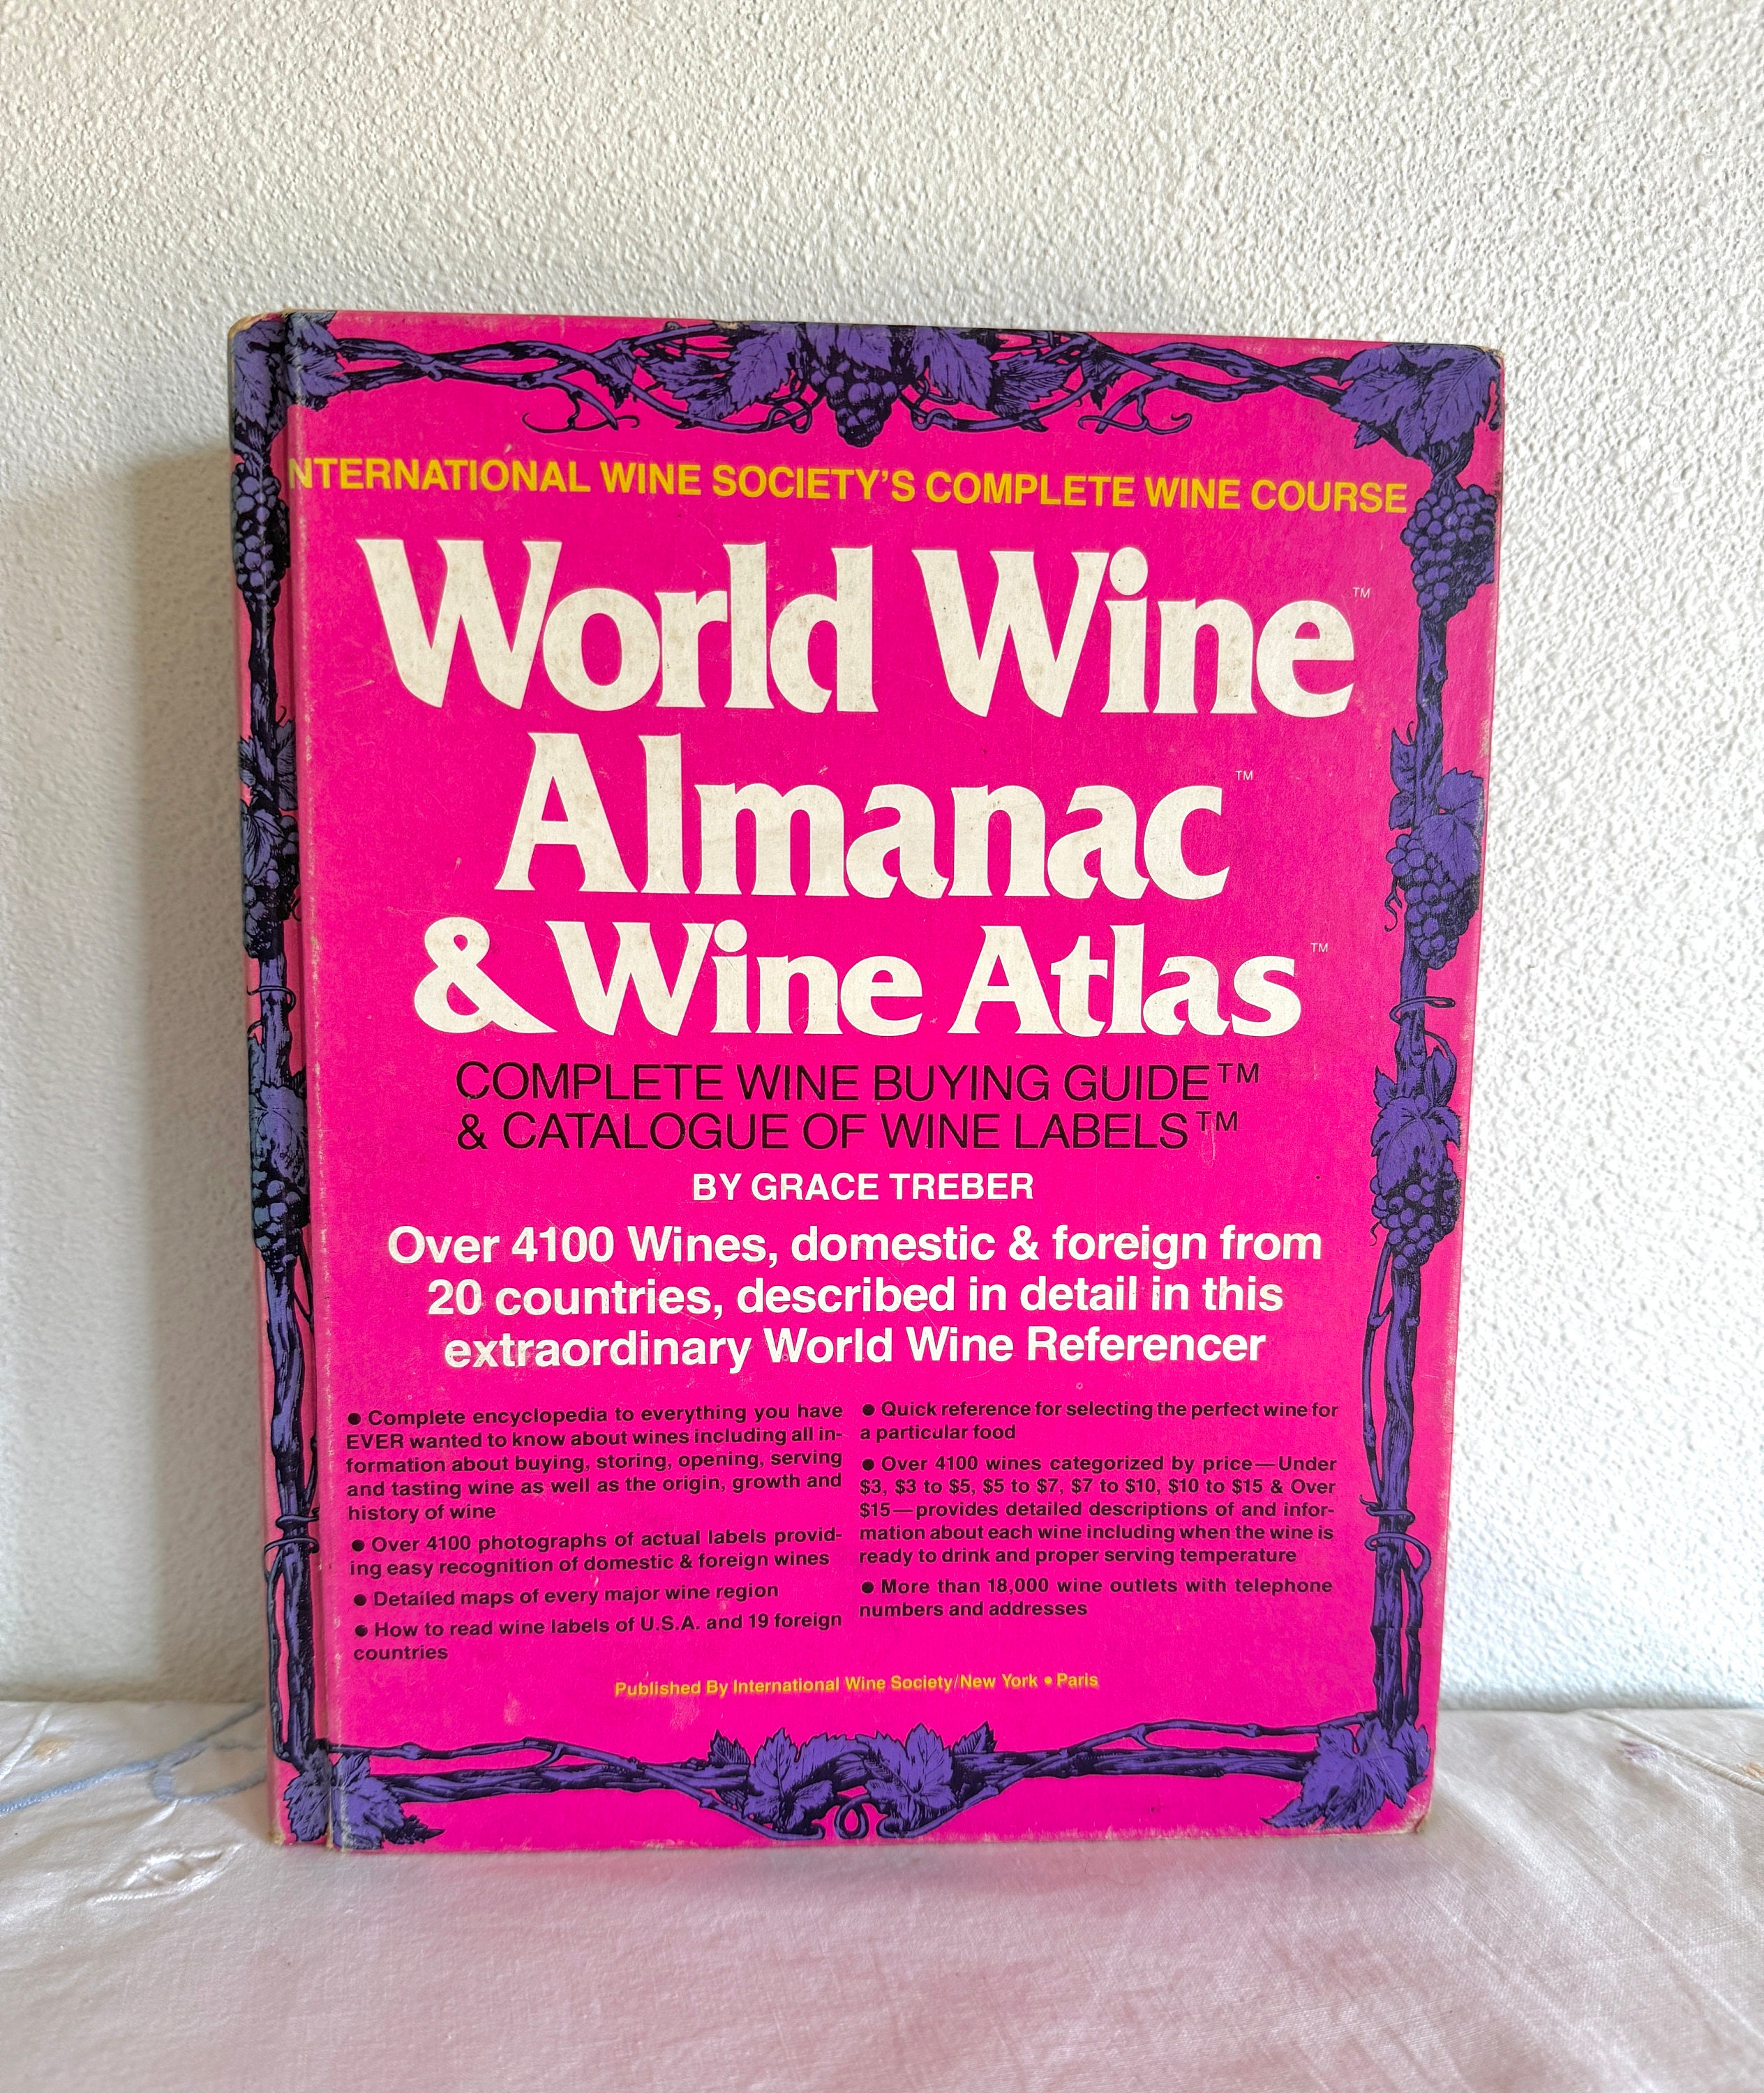 NTERNATIONAL WINE SOCIETY'S COMPLETE WINE COURSE
World Wine™
Almanac™
& Wine Atlas™
COMPLETE WINE BUYING GUIDE™
& CATALOGUE OF WINE LABELS™
BY GRACE TREBER
Over 4100 Wines, domestic & foreign from
20 countries, described in detail in this
extraordinary World Wine Referencer
● Complete encyclopedia to everything you have
EVER wanted to know about wines including all in-
formation about buying, storing, opening, serving
and tasting wine as well as the origin, growth and
history of wine
● Over 4100 photographs of actual labels provid-
ing easy recognition of domestic & foreign wines
● Detailed maps of every major wine region
● How to read wine labels of U.S.A. and 19 foreign
countries
● Quick reference for selecting the perfect wine for
a particular food
● Over 4100 wines categorized by price—Under
$3, $3 to $5, $5 to $7, $7 to $10, $10 to $15 & Over
$15—provides detailed descriptions of and infor-
mation about each wine including when the wine is
ready to drink and proper serving temperature
● More than 18,000 wine outlets with telephone
numbers and addresses
Published By International Wine Society/New York • Paris